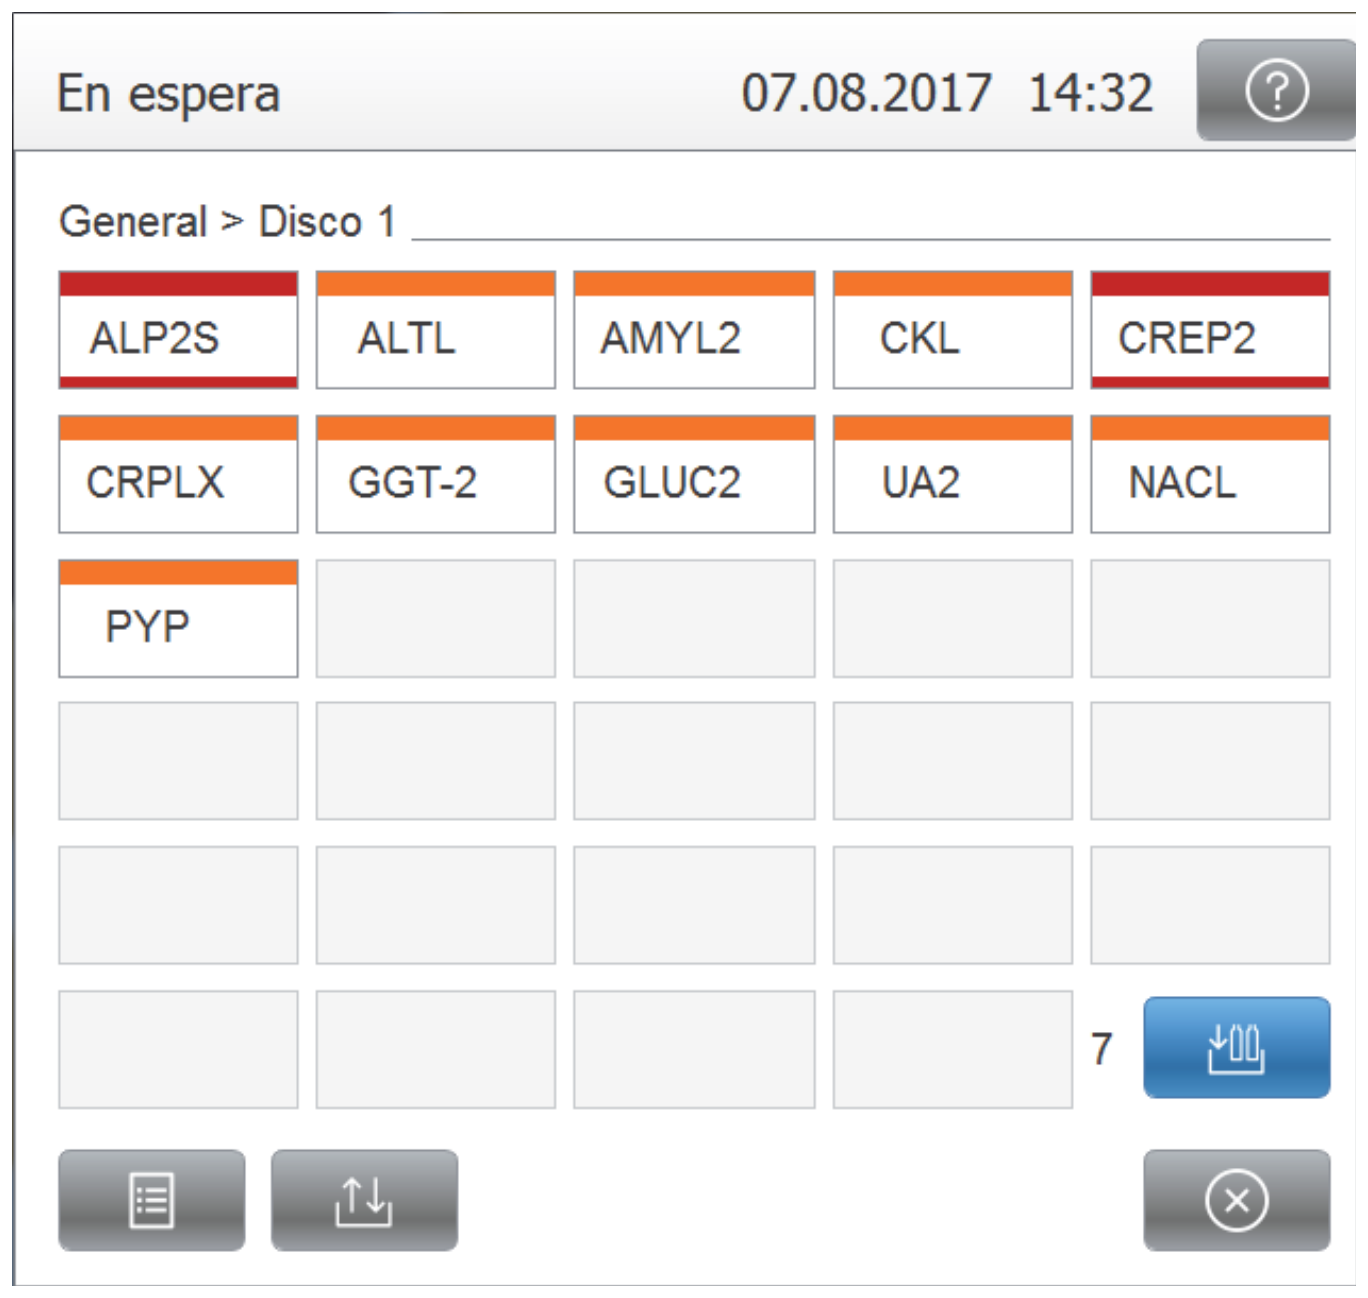 En espera 07.08.2017 14:32
General > Disco 1
ALP2S ALTL AMYL2 CKL CREP2
CRPLX GGT-2 GLUC2 UA2 NACL
PYP
7